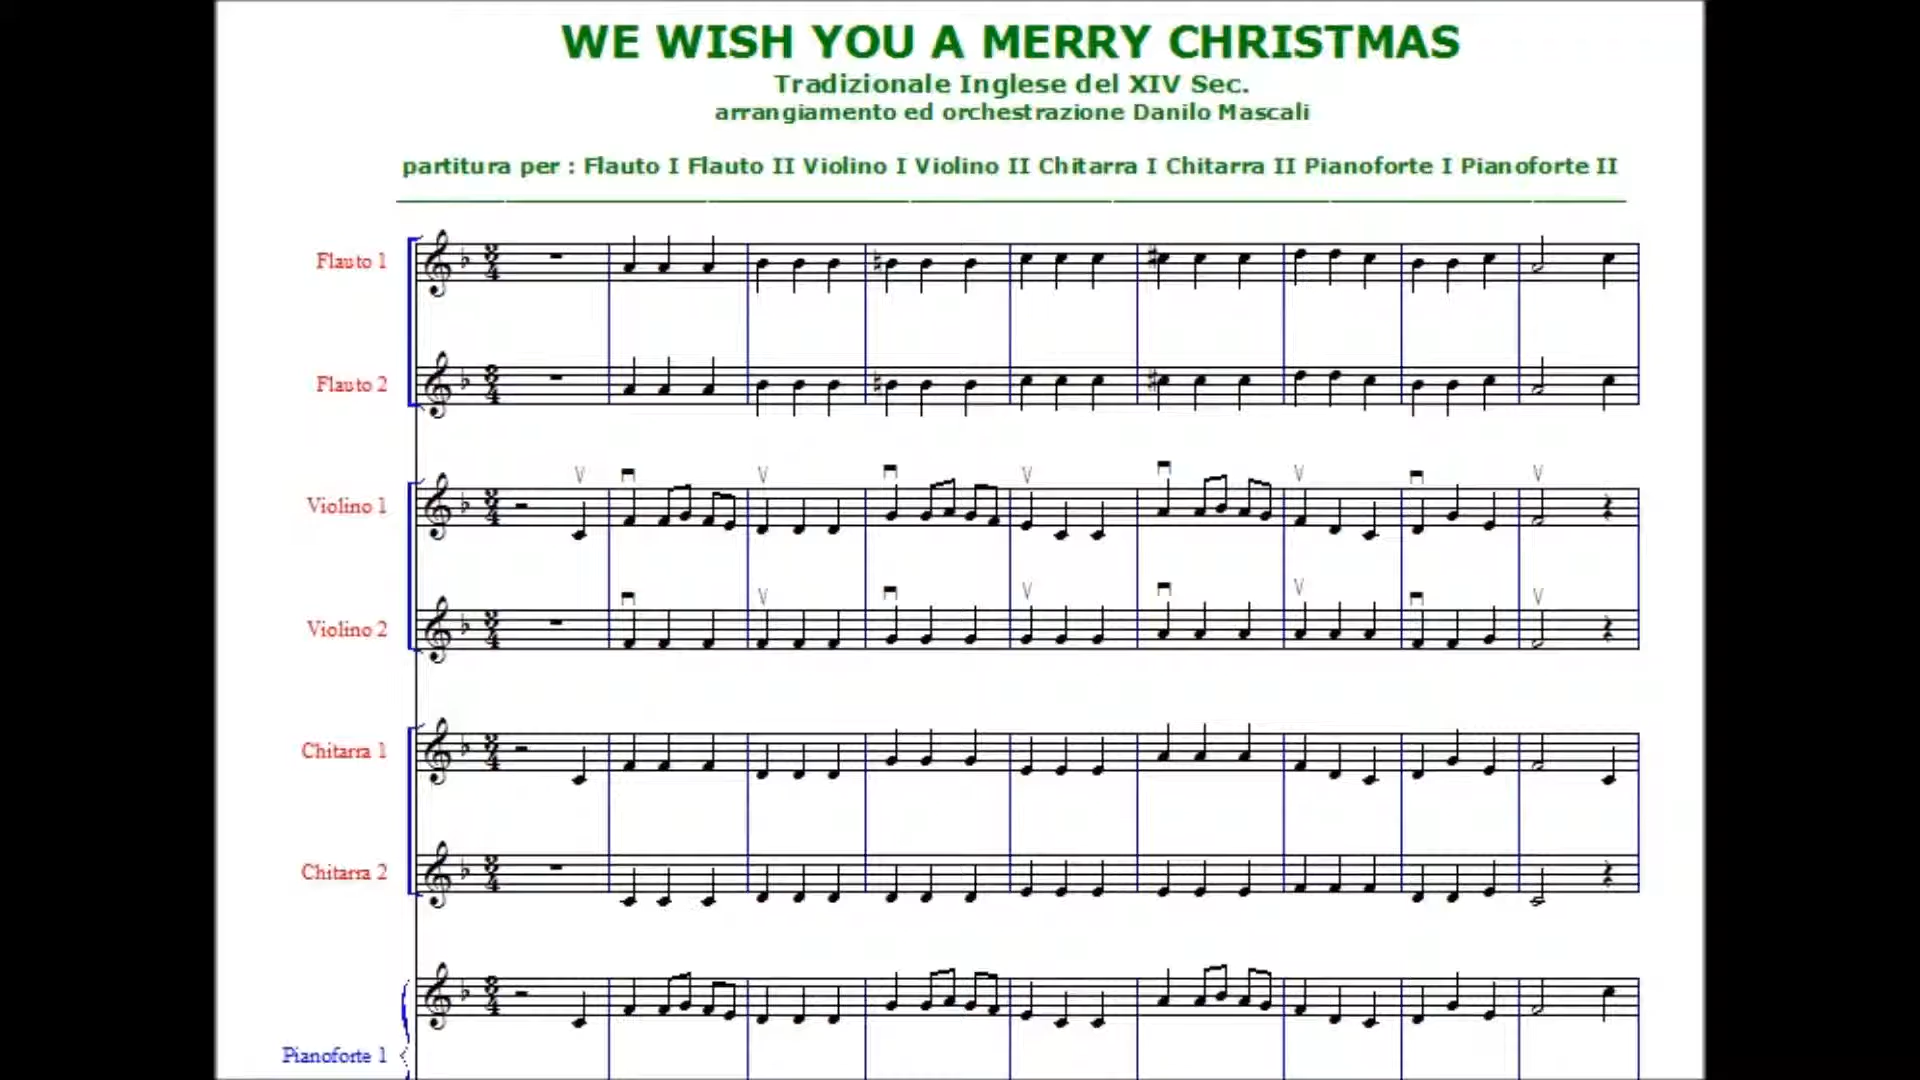 WE WISH YOU A MERRY CHRISTMAS
Tradizionale Inglese del XIV Sec.
arrangiamento ed orchestrazione Danilo Mascali
partitura per : Flauto I Flauto II Violino I Violino II Chitarra I Chitarra II Pianoforte I Pianoforte II
Flauto 1
Flauto 2
Violino 1
Violino 2
Chitarra 1
Chitarra 2
Pianoforte 1